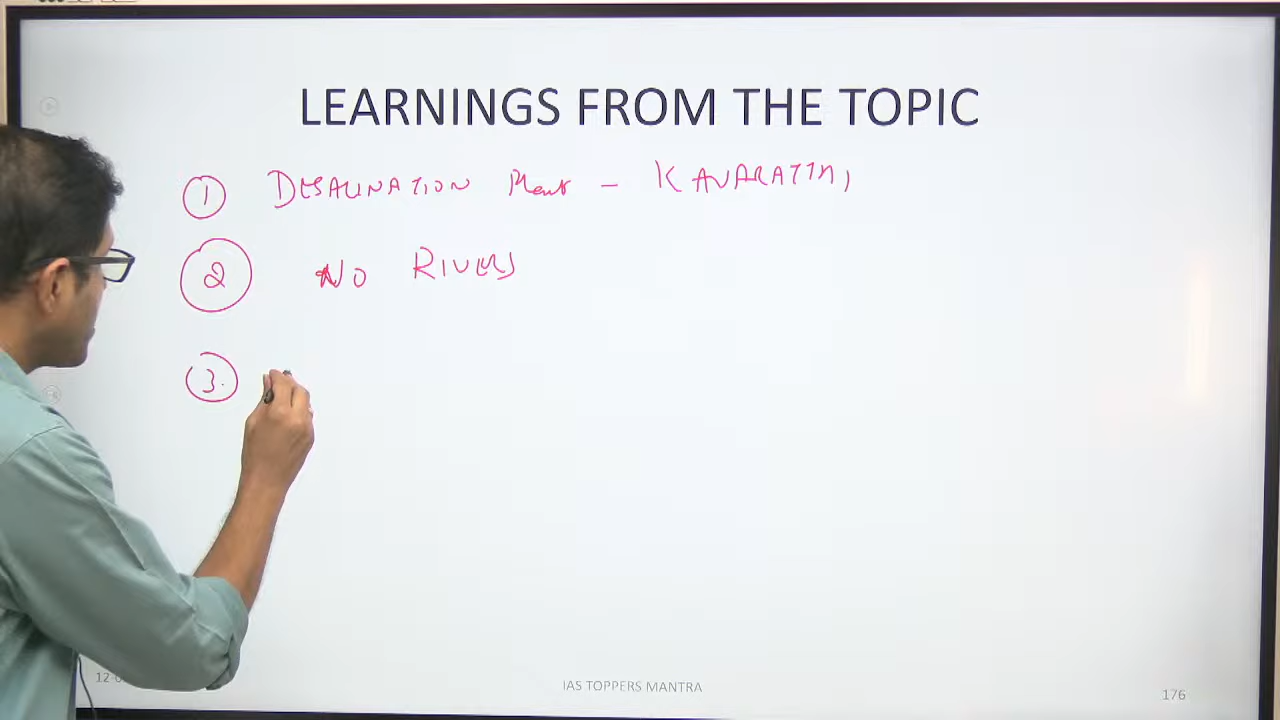 LEARNINGS FROM THE TOPIC
1 DESALINATION Plant - KAVARATTI,
2 NO RIVERS
3.
IAS TOPPERS MANTRA
176